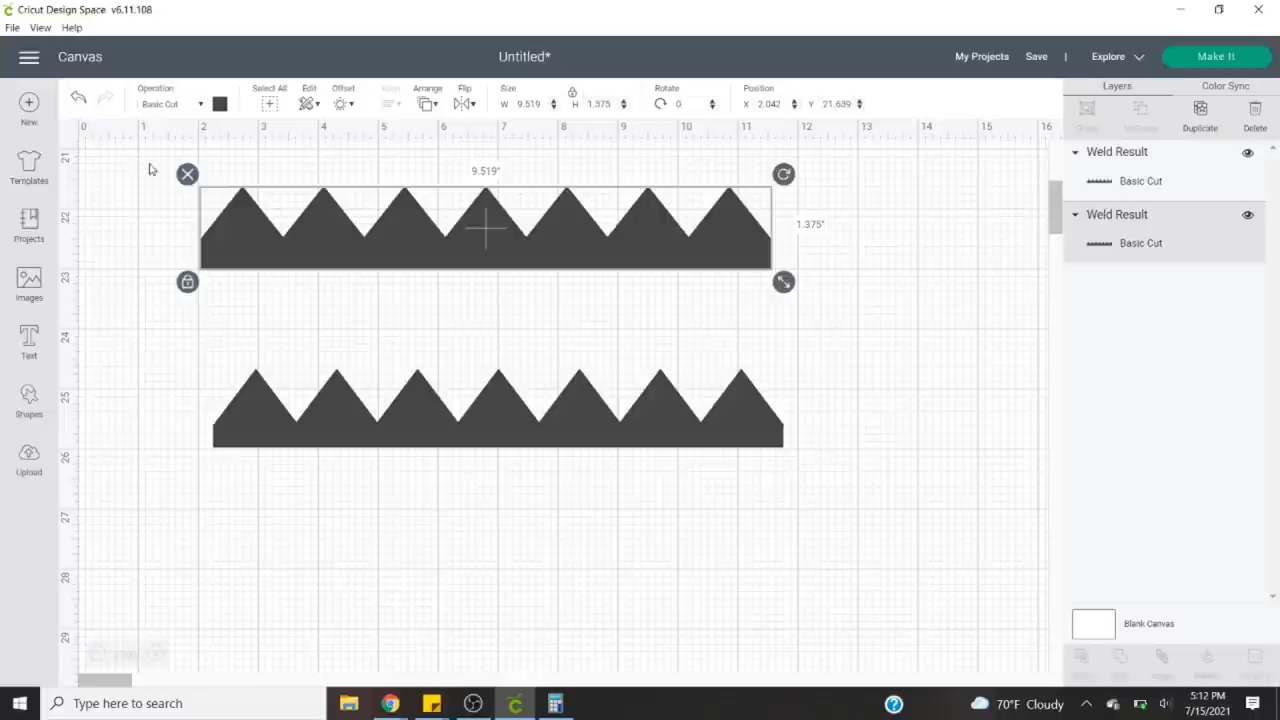 Cricut Design Space v6.11.108
File View Help
Canvas
Untitled*
My Projects Save | Explore Make It
Operation Select All Edit Offset Align Arrange Flip Size Rotate Position
Basic Cut W 9.519 H 1.375 0 X 2.042 Y 21.639
Layers Color Sync
Duplicate Delete
New
Templates
Projects
Images
Text
Shapes
Upload
0 1 2 3 4 5 6 7 8 9 10 11 12 13 14 15 16
21
22
23
24
25
26
27
28
29
9.519"
1.375"
Weld Result
Basic Cut
Weld Result
Basic Cut
Blank Canvas
Type here to search
70°F Cloudy
5:12 PM
7/15/2021